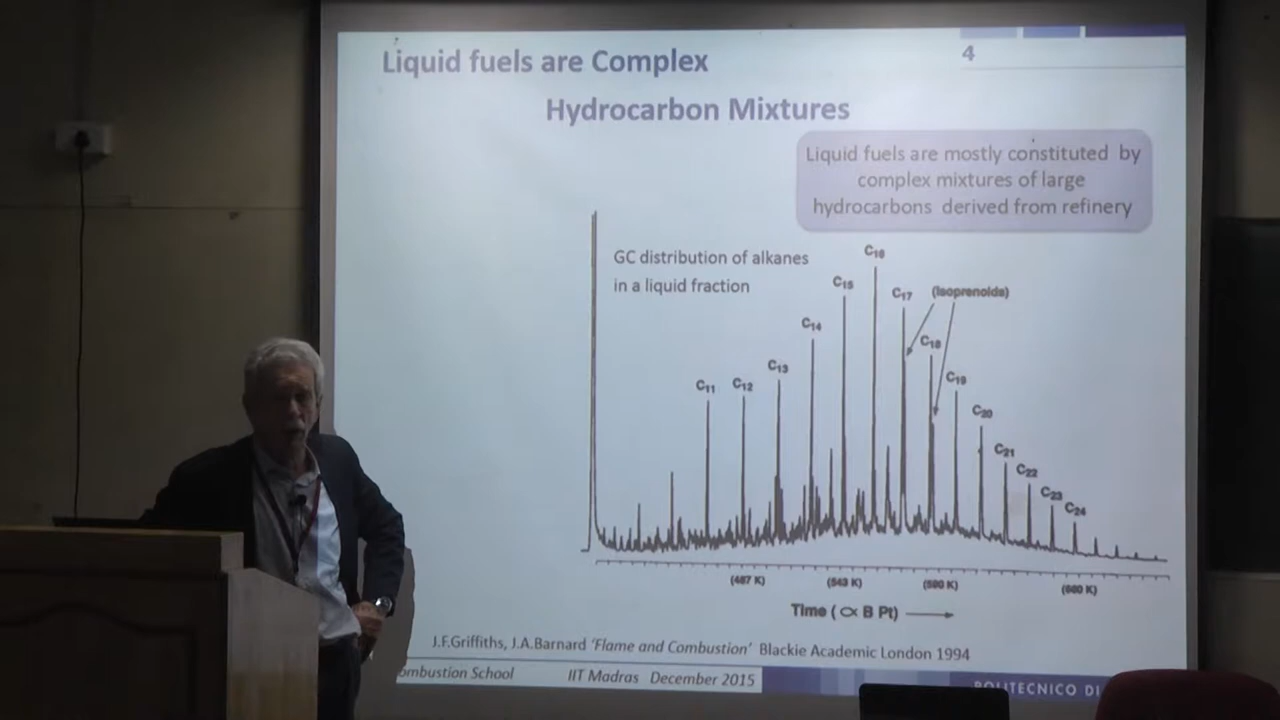 Liquid fuels are Complex
Hydrocarbon Mixtures
4
Liquid fuels are mostly constituted by
complex mixtures of large
hydrocarbons derived from refinery
GC distribution of alkanes
in a liquid fraction
C11
C12
C13
C14
C15
C16
C17
(Isoprenoids)
C18
C19
C20
C21
C22
C23
C24
(487 K)
(543 K)
(590 K)
(660 K)
Time ( ∝ B Pt)
J.F.Griffiths, J.A.Barnard ‘Flame and Combustion’ Blackie Academic London 1994
ombustion School
IIT Madras December 2015
POLITECNICO DI